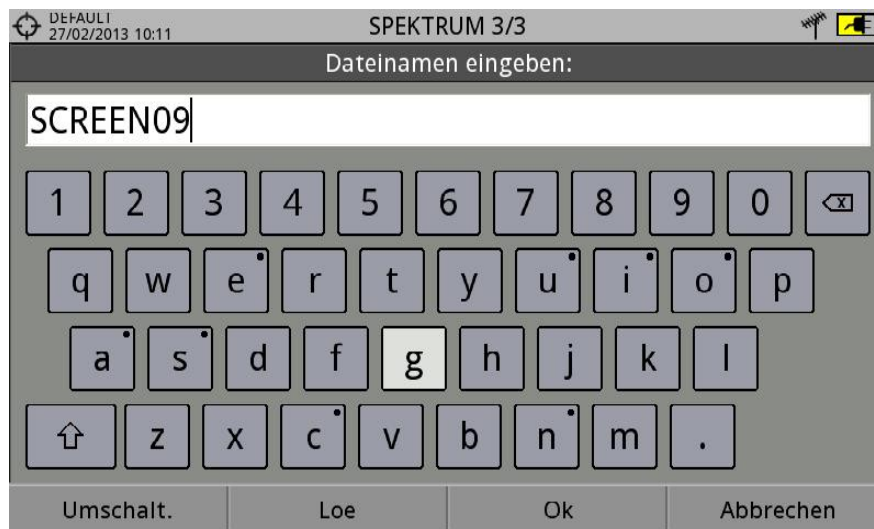 DEFAULT
27/02/2013 10:11
SPEKTRUM 3/3
Dateinamen eingeben:
SCREEN09
1 2 3 4 5 6 7 8 9 0
q w e r t y u i o p
a s d f g h j k l
z x c v b n m .
Umschalt. Loe Ok Abbrechen